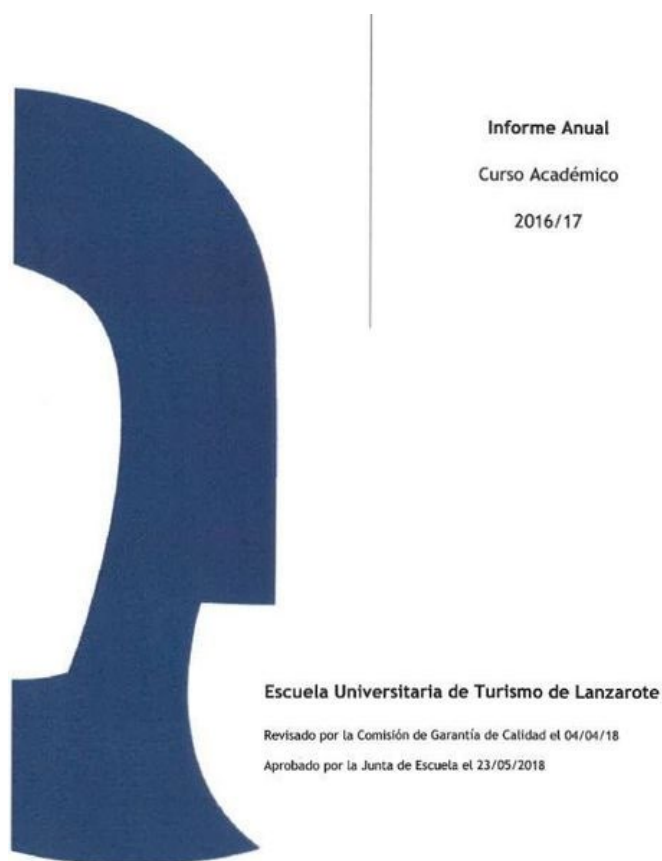 Informe Anual
Curso Académico
2016/17
Escuela Universitaria de Turismo de Lanzarote
Revisado por la Comisión de Garantía de Calidad el 04/04/18
Aprobado por la Junta de Escuela el 23/05/2018